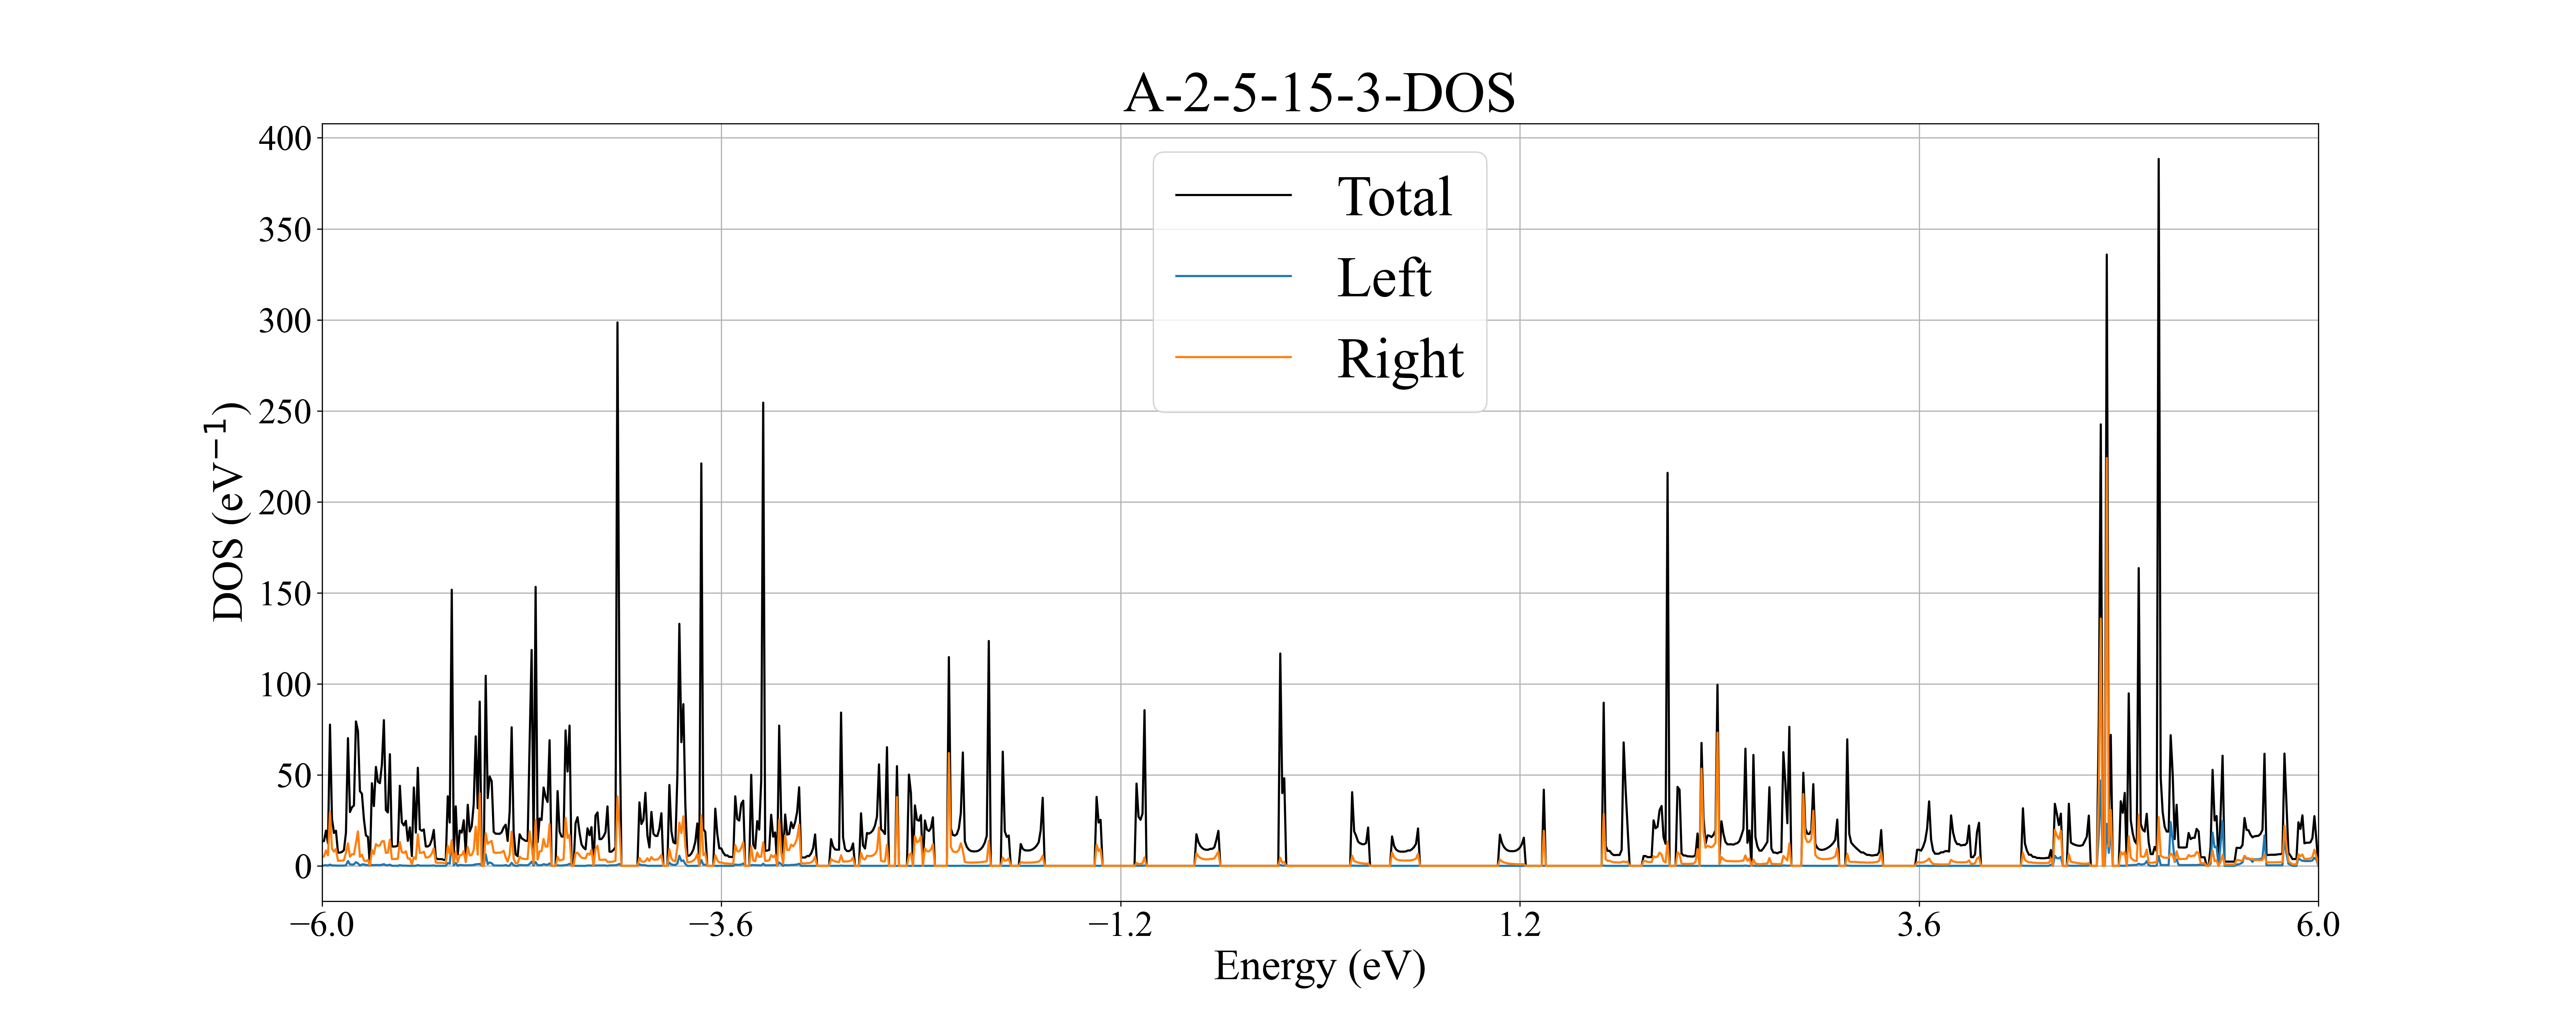 A-2-5-15-3-DOS
Total
Left
Right
400
350
300
250
200
150
100
50
0
DOS (eV⁻¹)
−6.0
−3.6
−1.2
1.2
3.6
6.0
Energy (eV)